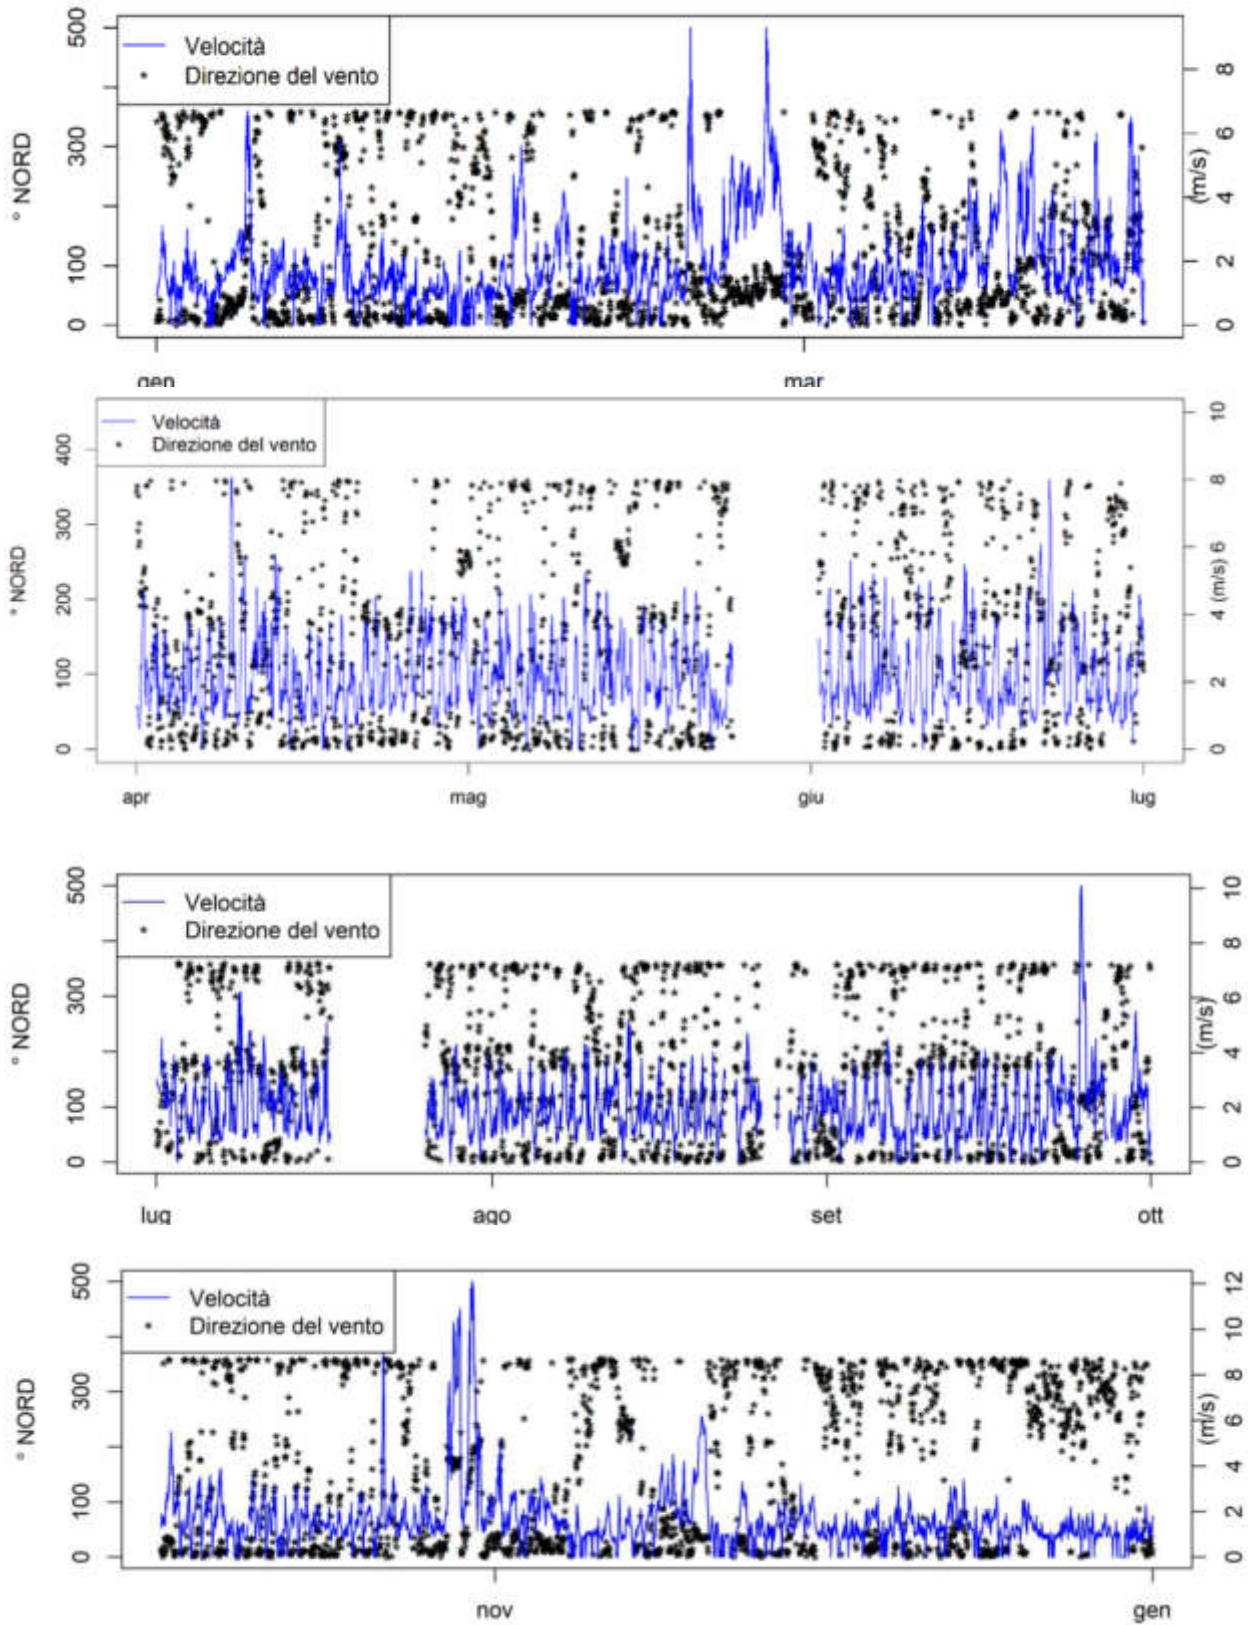 Velocità
Direzione del vento
° NORD
0
100
300
500
(m/s)
0
2
4
6
8
gen
mar
Velocità
Direzione del vento
° NORD
0
100
200
300
400
(m/s)
0
2
4
6
8
10
apr
mag
giu
lug
Velocità
Direzione del vento
° NORD
0
100
300
500
(m/s)
0
2
4
6
8
10
lug
ago
set
ott
Velocità
Direzione del vento
° NORD
0
100
300
500
(m/s)
0
2
4
6
8
10
12
nov
gen